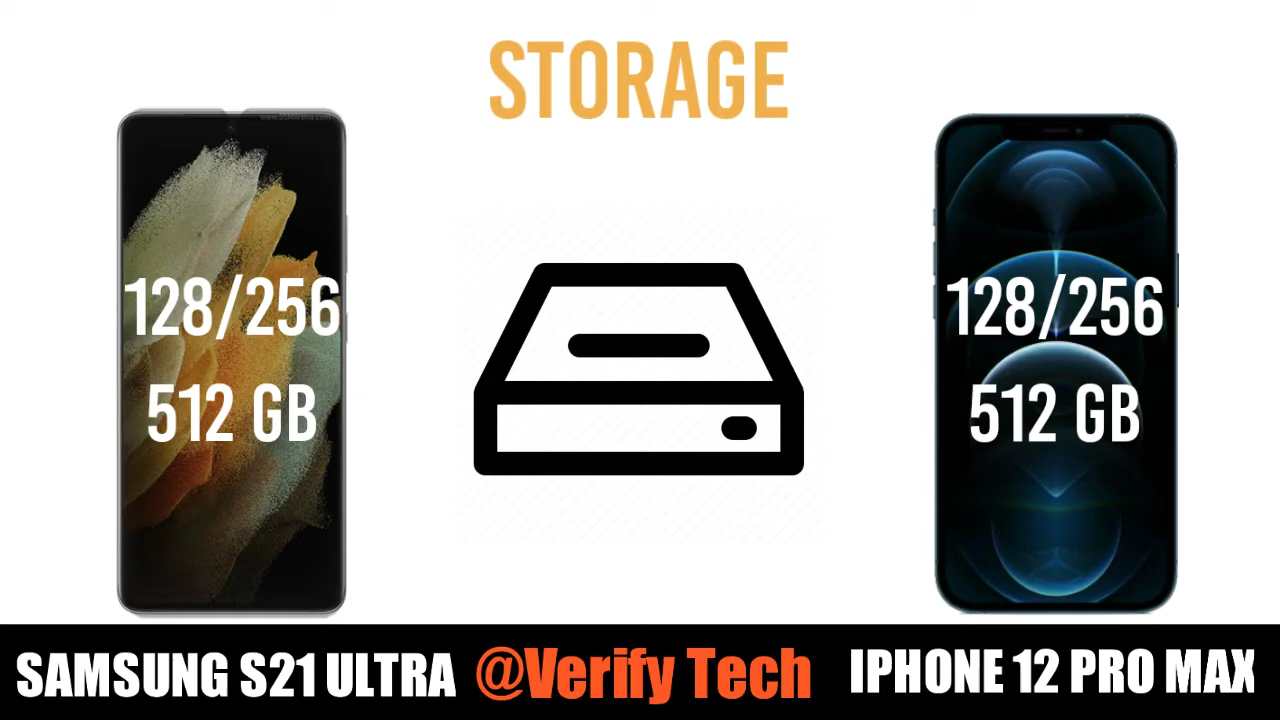 STORAGE
128/256
512 GB
128/256
512 GB
SAMSUNG S21 ULTRA
@Verify Tech
IPHONE 12 PRO MAX